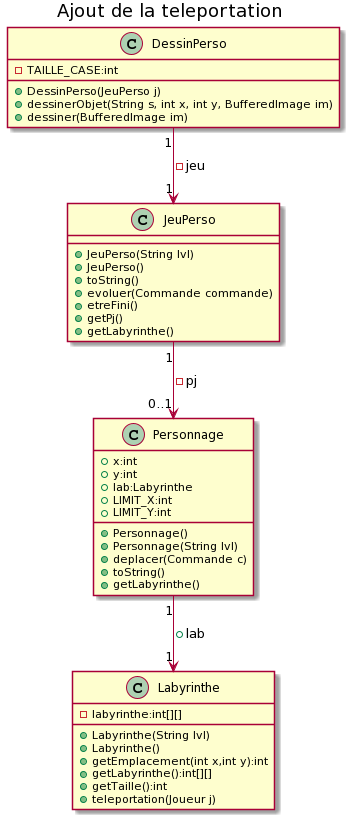 Ajout de la teleportation
C DessinPerso
TAILLE_CASE:int
DessinPerso(JeuPerso j)
dessinerObjet(String s, int x, int y, BufferedImage im)
dessiner(BufferedImage im)
1
jeu
1
C JeuPerso
JeuPerso(String lvl)
JeuPerso()
toString()
evoluer(Commande commande)
etreFini()
getPj()
getLabyrinthe()
1
pj
0..1
C Personnage
x:int
y:int
lab:Labyrinthe
LIMIT_X:int
LIMIT_Y:int
Personnage()
Personnage(String lvl)
deplacer(Commande c)
toString()
getLabyrinthe()
1
lab
1
C Labyrinthe
labyrinthe:int[][]
Labyrinthe(String lvl)
Labyrinthe()
getEmplacement(int x,int y):int
getLabyrinthe():int[][]
getTaille():int
teleportation(Joueur j)